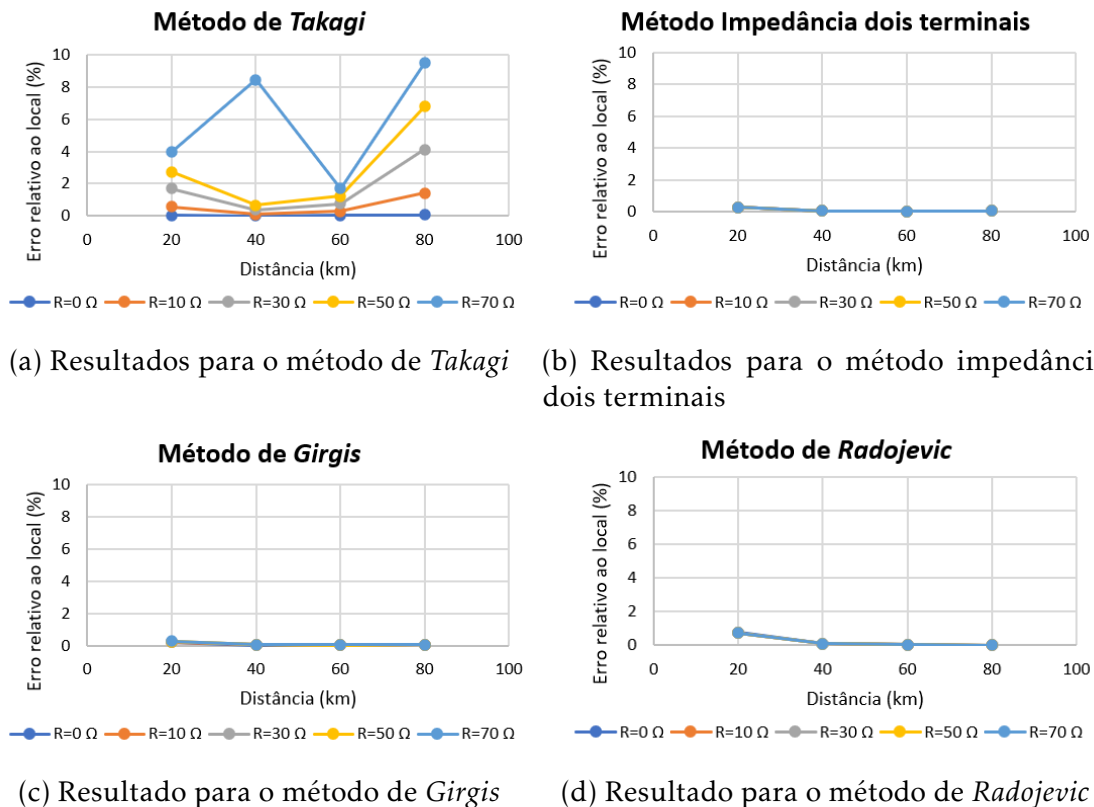 Método de Takagi
Erro relativo ao local (%)
10
8
6
4
2
0
0 20 40 60 80 100
Distância (km)
R=0 Ω R=10 Ω R=30 Ω R=50 Ω R=70 Ω
(a) Resultados para o método de Takagi
Método Impedância dois terminais
Erro relativo ao local (%)
10
8
6
4
2
0
0 20 40 60 80 100
Distância (km)
R=0 Ω R=10 Ω R=30 Ω R=50 Ω R=70 Ω
(b) Resultados para o método impedânci
dois terminais
Método de Girgis
Erro relativo ao local (%)
10
8
6
4
2
0
0 20 40 60 80 100
Distância (km)
R=0 Ω R=10 Ω R=30 Ω R=50 Ω R=70 Ω
(c) Resultado para o método de Girgis
Método de Radojevic
Erro relativo ao local (%)
10
8
6
4
2
0
0 20 40 60 80 100
Distância (km)
R=0 Ω R=10 Ω R=30 Ω R=50 Ω R=70 Ω
(d) Resultado para o método de Radojevic